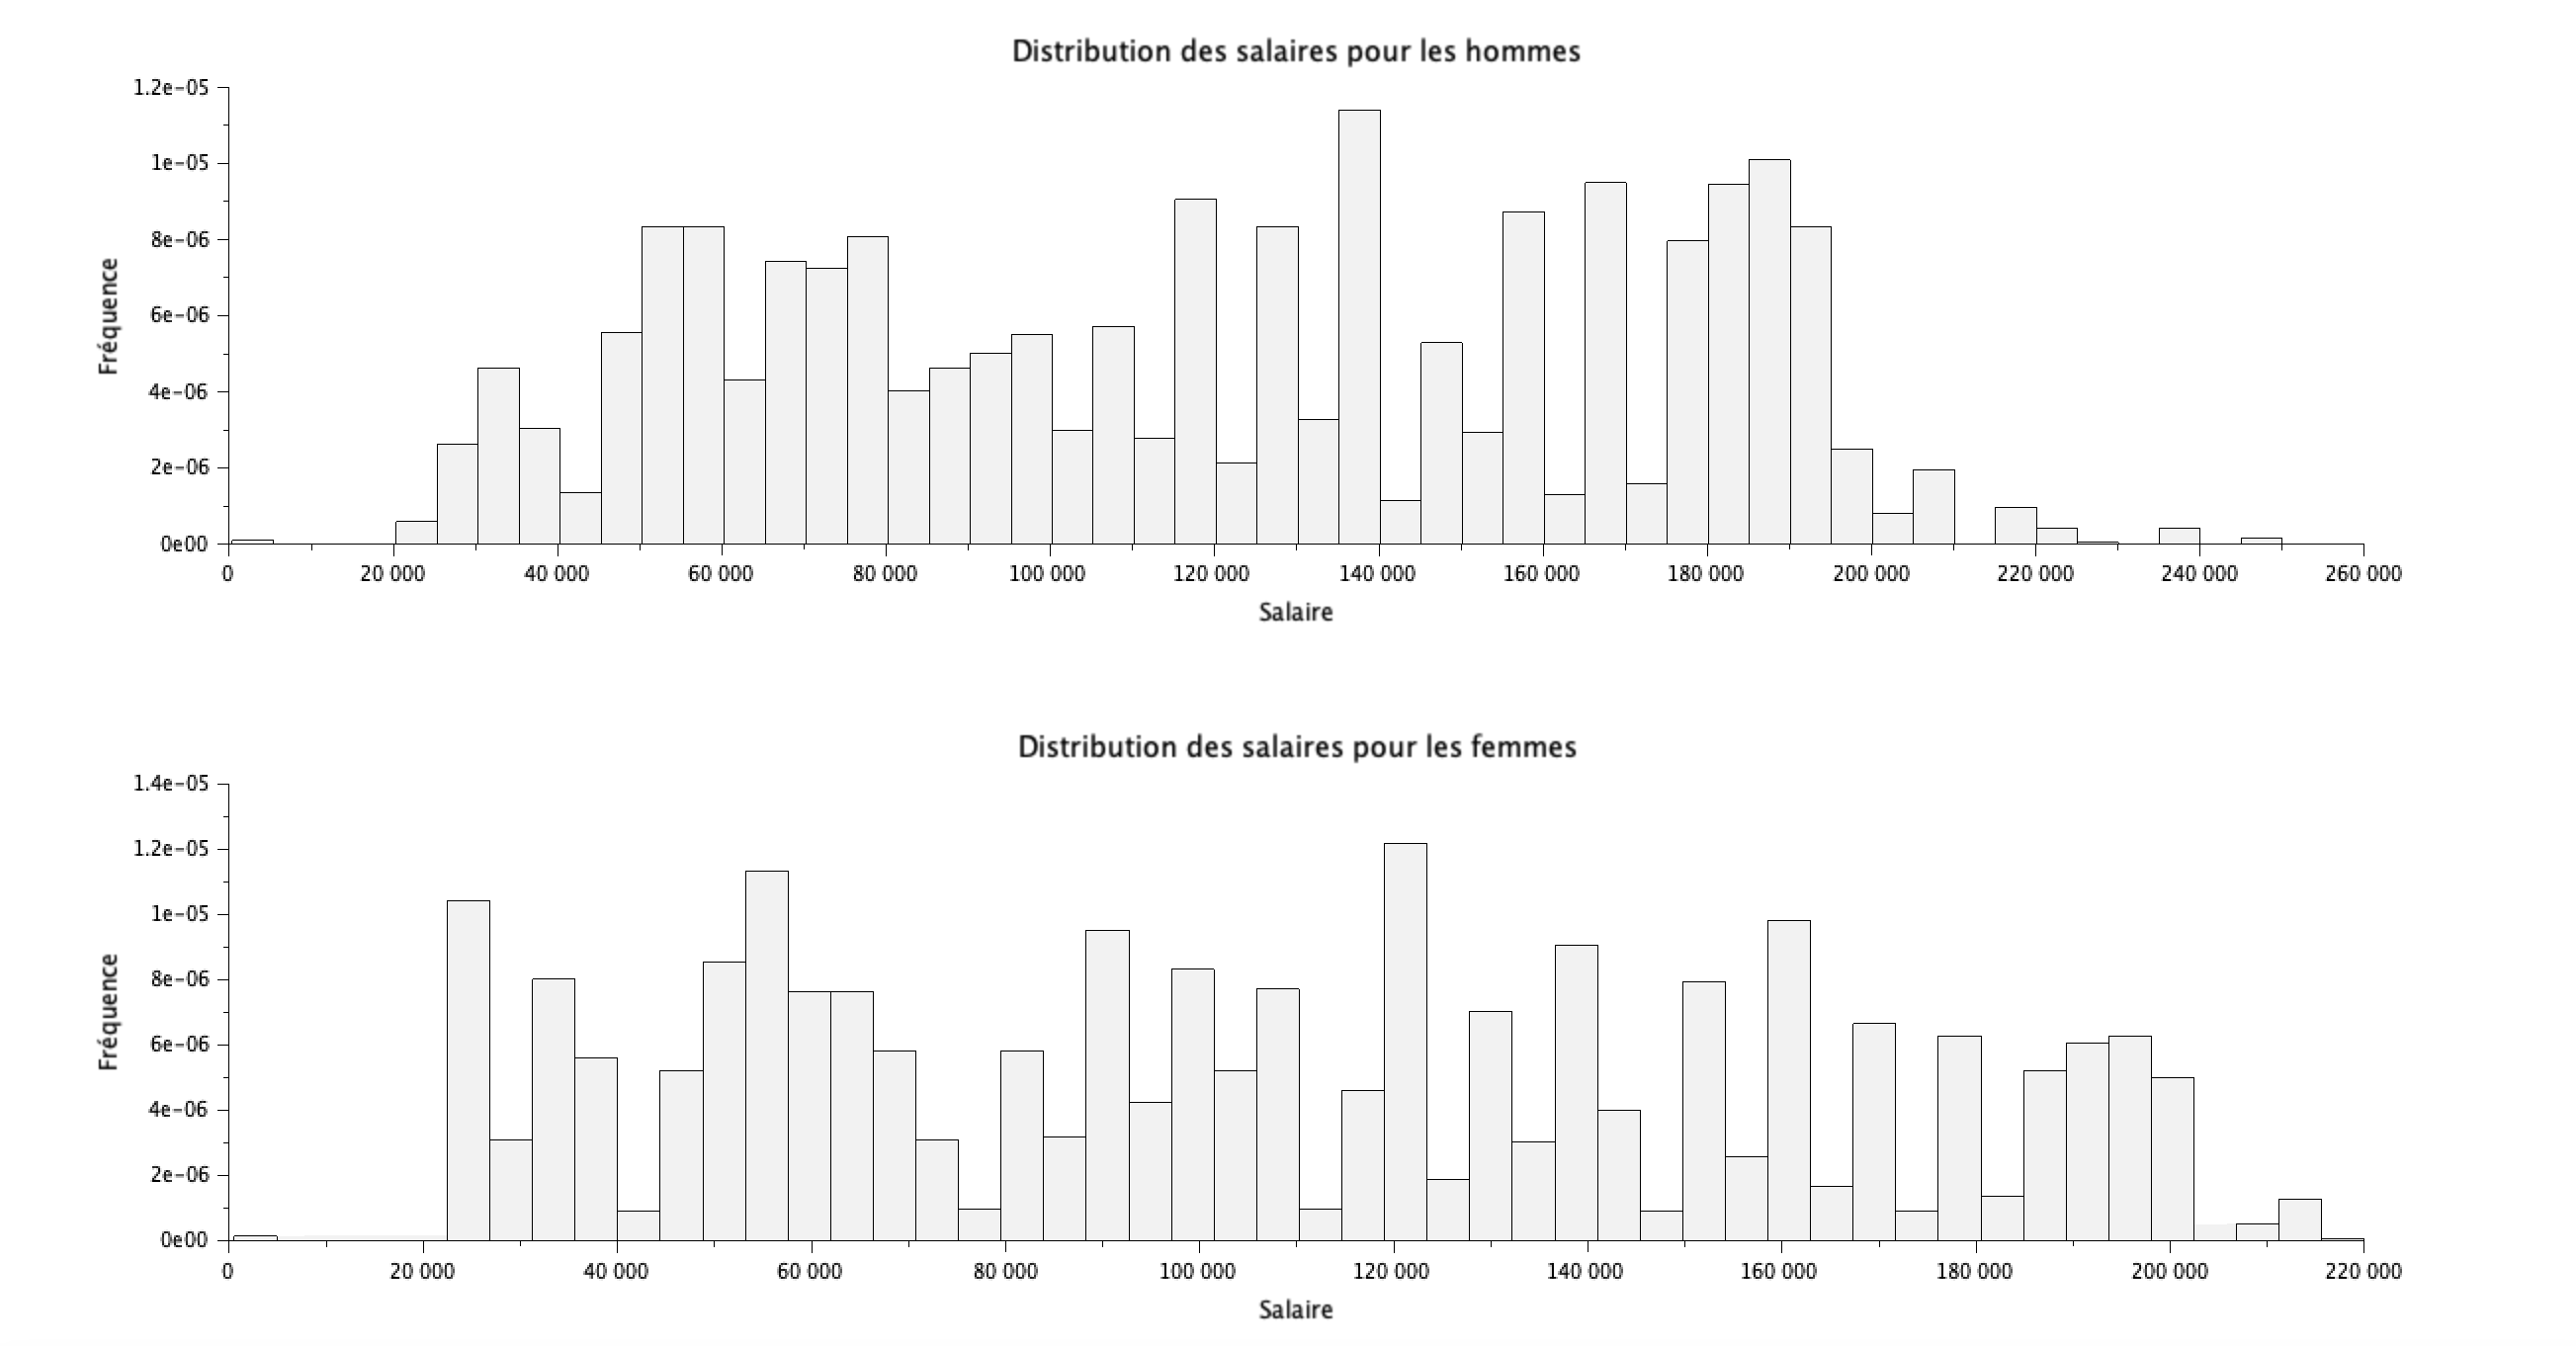 Distribution des salaires pour les hommes
1.2e-05
1e-05
8e-06
6e-06
4e-06
2e-06
0e00
Fréquence
0 20 000 40 000 60 000 80 000 100 000 120 000 140 000 160 000 180 000 200 000 220 000 240 000 260 000
Salaire
Distribution des salaires pour les femmes
1.4e-05
1.2e-05
1e-05
8e-06
6e-06
4e-06
2e-06
0e00
Fréquence
0 20 000 40 000 60 000 80 000 100 000 120 000 140 000 160 000 180 000 200 000 220 000
Salaire